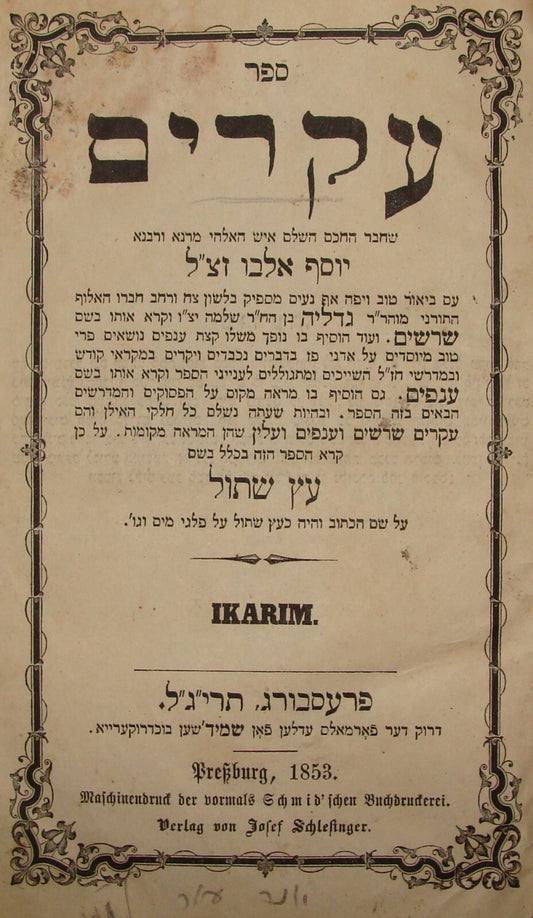 ספר
עקרים
שחבר החכם השלם איש האלהי מרנא ורבנא
יוסף אלבו זצ"ל
עם ביאור טוב ויפה אף נעים מספיק בלשון צח ורחב חברו האלוף
התורני מוהר"ר גדליה בן הח"ר שלמה יצ"ו וקרא אותו בשם
שרשים. ועוד הוסיף בו נופך משלו קצת ענפים נושאים פרי
טוב מיוסדים על אדני פז בדברים נכבדים ויקרים במקראי קודש
ובמדרשי חז"ל השייכים ומתגוללים לענייני הספר וקרא אותו בשם
ענפים. גם הוסיף בו מראה מקום על הפסוקים והמדרשים
הבאים בזה הספר. ובהיות שעתה נשלם כל חלקי האילן והם
עקרים שרשים וענפים ועלין שהן המראה מקומות. על כן
קרא הספר הזה בכלל בשם
עץ שתול
על שם הכתוב והיה כעץ שתול על פלגי מים וגו'.
IKARIM.
פרעסבורג, תרי"ג"ל.
דרוק דער פֿאָרמאלס עדלען פֿאָן שמיד'שען בוכדרוקערייא.
Preßburg, 1853.
Maschinendruck der vormals Schmid'schen Buchdruckerei.
Verlag von Josef Schlesinger.